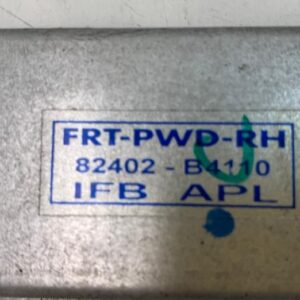 FRT-PWD-RH
82402 - B4110
IFB APL